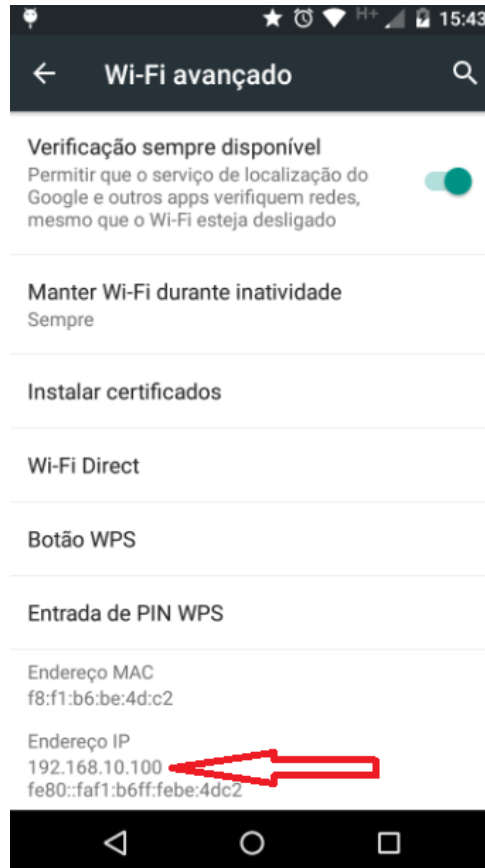 H+ 15:43
Wi-Fi avançado
Verificação sempre disponível
Permitir que o serviço de localização do
Google e outros apps verifiquem redes,
mesmo que o Wi-Fi esteja desligado
Manter Wi-Fi durante inatividade
Sempre
Instalar certificados
Wi-Fi Direct
Botão WPS
Entrada de PIN WPS
Endereço MAC
f8:f1:b6:be:4d:c2
Endereço IP
192.168.10.100
fe80::faf1:b6ff:febe:4dc2